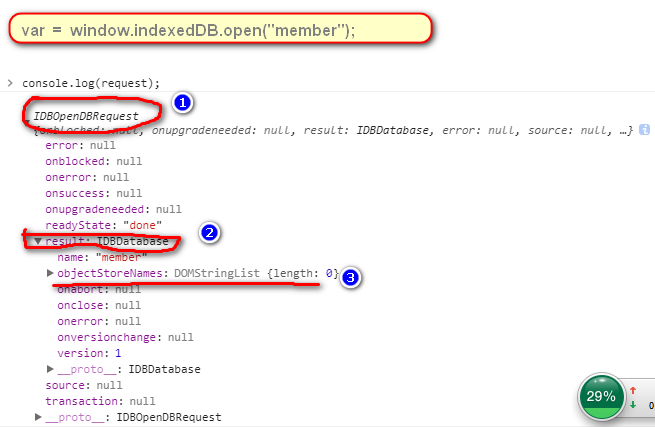 var = window.indexedDB.open("member");
> console.log(request);
1
IDBOpenDBRequest
{onblocked: null, onupgradeneeded: null, result: IDBDatabase, error: null, source: null, …} i
error: null
onblocked: null
onerror: null
onsuccess: null
onupgradeneeded: null
readyState: "done"
▼ result: IDBDatabase 2
name: "member"
▶ objectStoreNames: DOMStringList {length: 0} 3
onabort: null
onclose: null
onerror: null
onversionchange: null
version: 1
▶ __proto__: IDBDatabase
source: null
transaction: null
▶ __proto__: IDBOpenDBRequest
29% ↑
↓ 0